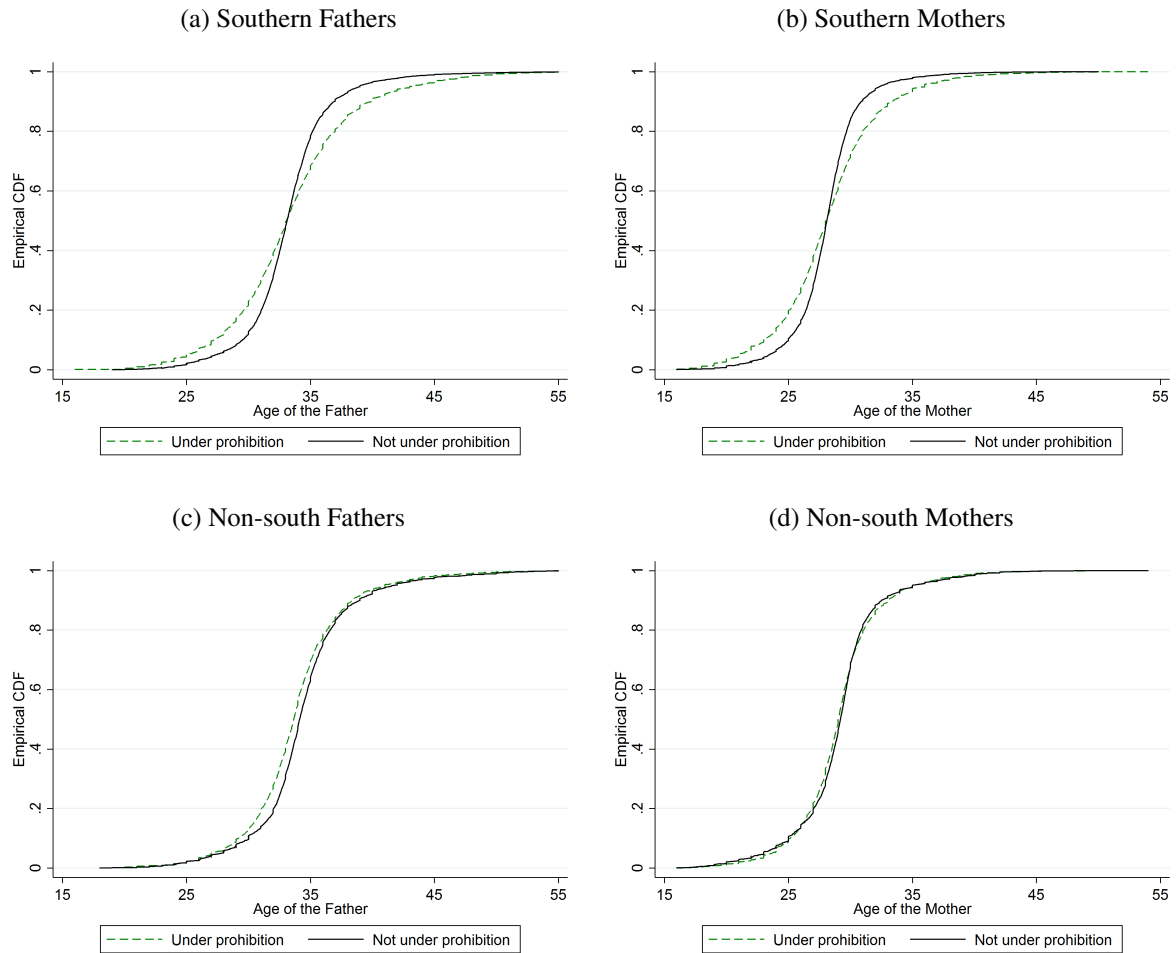 (a) Southern Fathers
Empirical CDF
0 .2 .4 .6 .8 1
15 25 35 45 55
Age of the Father
Under prohibition Not under prohibition
(b) Southern Mothers
Empirical CDF
0 .2 .4 .6 .8 1
15 25 35 45 55
Age of the Mother
Under prohibition Not under prohibition
(c) Non-south Fathers
Empirical CDF
0 .2 .4 .6 .8 1
15 25 35 45 55
Age of the Father
Under prohibition Not under prohibition
(d) Non-south Mothers
Empirical CDF
0 .2 .4 .6 .8 1
15 25 35 45 55
Age of the Mother
Under prohibition Not under prohibition